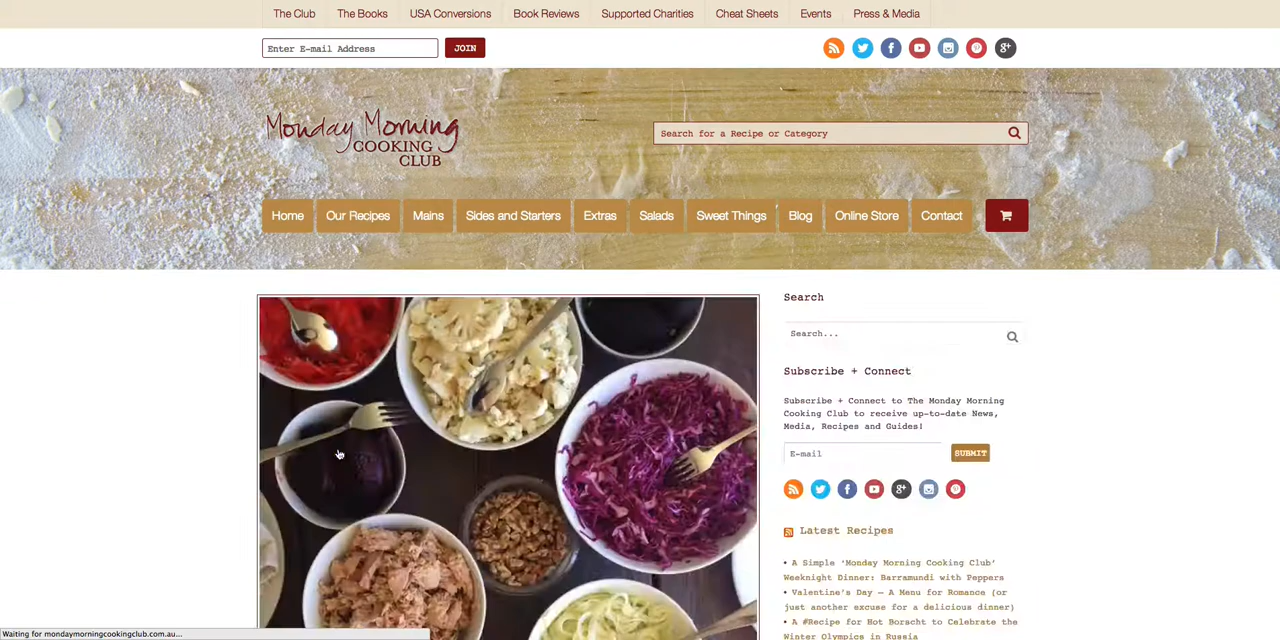 The Club The Books USA Conversions Book Reviews Supported Charities Cheat Sheets Events Press & Media
Enter E-mail Address JOIN
Monday Morning
COOKING
CLUB
Search for a Recipe or Category
Home Our Recipes Mains Sides and Starters Extras Salads Sweet Things Blog Online Store Contact
Search
Search...
Subscribe + Connect
Subscribe + Connect to The Monday Morning
Cooking Club to receive up-to-date News,
Media, Recipes and Guides!
E-mail SUBMIT
Latest Recipes
• A Simple ‘Monday Morning Cooking Club’
Weeknight Dinner: Barramundi with Peppers
• Valentine’s Day – A Menu for Romance (or
just another excuse for a delicious dinner)
• A #Recipe for Hot Borscht to Celebrate the
Winter Olympics in Russia
Waiting for mondaymorningcookingclub.com.au...